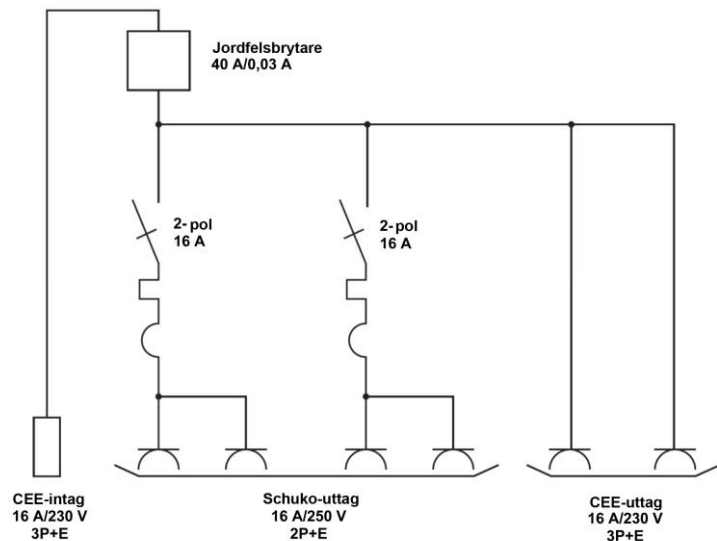 Jordfelsbrytare
40 A/0,03 A
2- pol
16 A
2- pol
16 A
CEE-intag
16 A/230 V
3P+E
Schuko-uttag
16 A/250 V
2P+E
CEE-uttag
16 A/230 V
3P+E